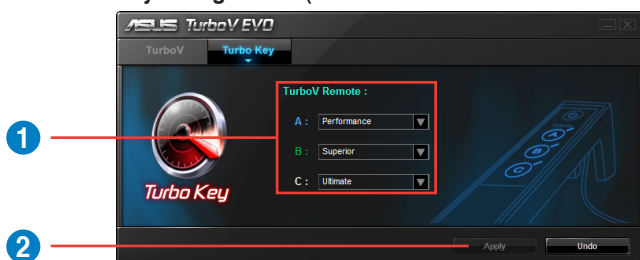 ASUS TurboV EVO
TurboV Turbo Key
TurboV Remote :
1
A : Performance
B : Superior
C : Ultimate
Turbo Key
A
B
C
2
Apply Undo